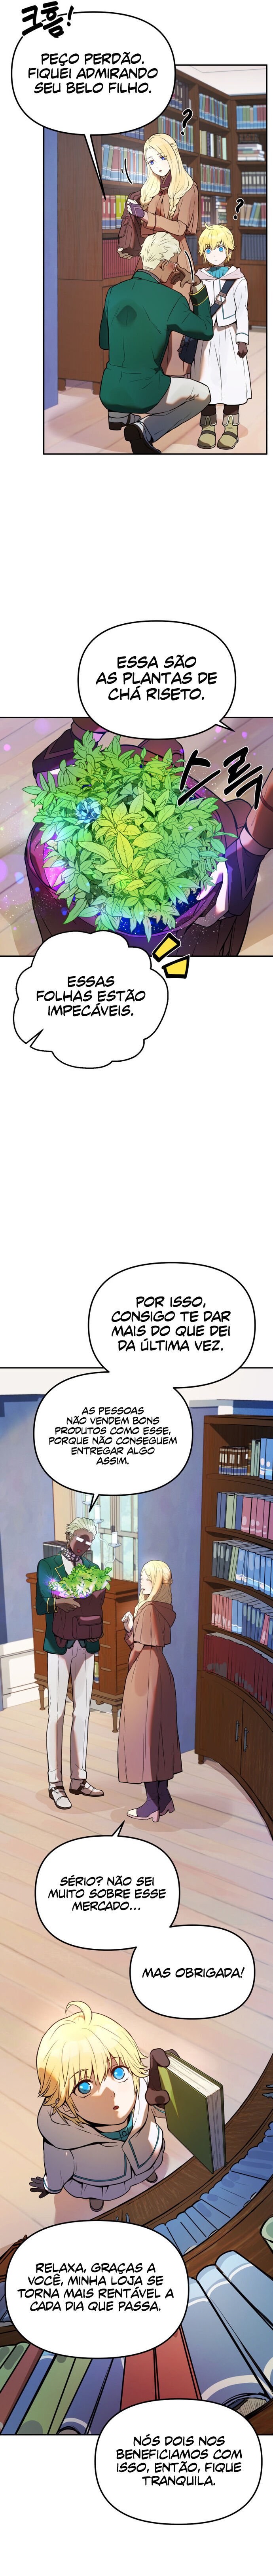 크흠!
PEÇO PERDÃO.
FIQUEI ADMIRANDO
SEU BELO FILHO.
?
?
ESSA SÃO
AS PLANTAS DE
CHÁ RISETO.
스륵
ESSAS
FOLHAS ESTÃO
IMPECÁVEIS.
POR ISSO,
CONSIGO TE DAR
MAIS DO QUE DEI
DA ÚLTIMA VEZ.
AS PESSOAS
NÃO VENDEM BONS
PRODUTOS COMO ESSE,
PORQUE NÃO CONSEGUEM
ENTREGAR ALGO
ASSIM.
SÉRIO? NÃO SEI
MUITO SOBRE ESSE
MERCADO...
MAS OBRIGADA!
RELAXA, GRAÇAS A
VOCÊ, MINHA LOJA SE
TORNA MAIS RENTÁVEL A
CADA DIA QUE PASSA.
NÓS DOIS NOS
BENEFICIAMOS COM
ISSO, ENTÃO, FIQUE
TRANQUILA.